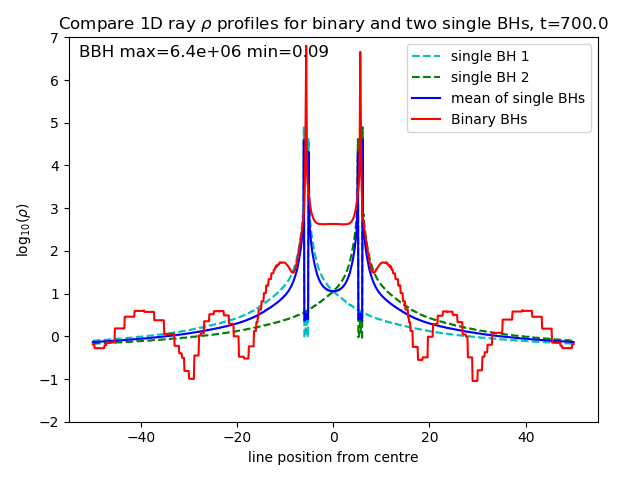 Compare 1D ray ρ profiles for binary and two single BHs, t=700.0
BBH max=6.4e+06 min=0.09
single BH 1
single BH 2
mean of single BHs
Binary BHs
log₁₀(ρ)
7
6
5
4
3
2
1
0
−1
−2
−40
−20
0
20
40
line position from centre